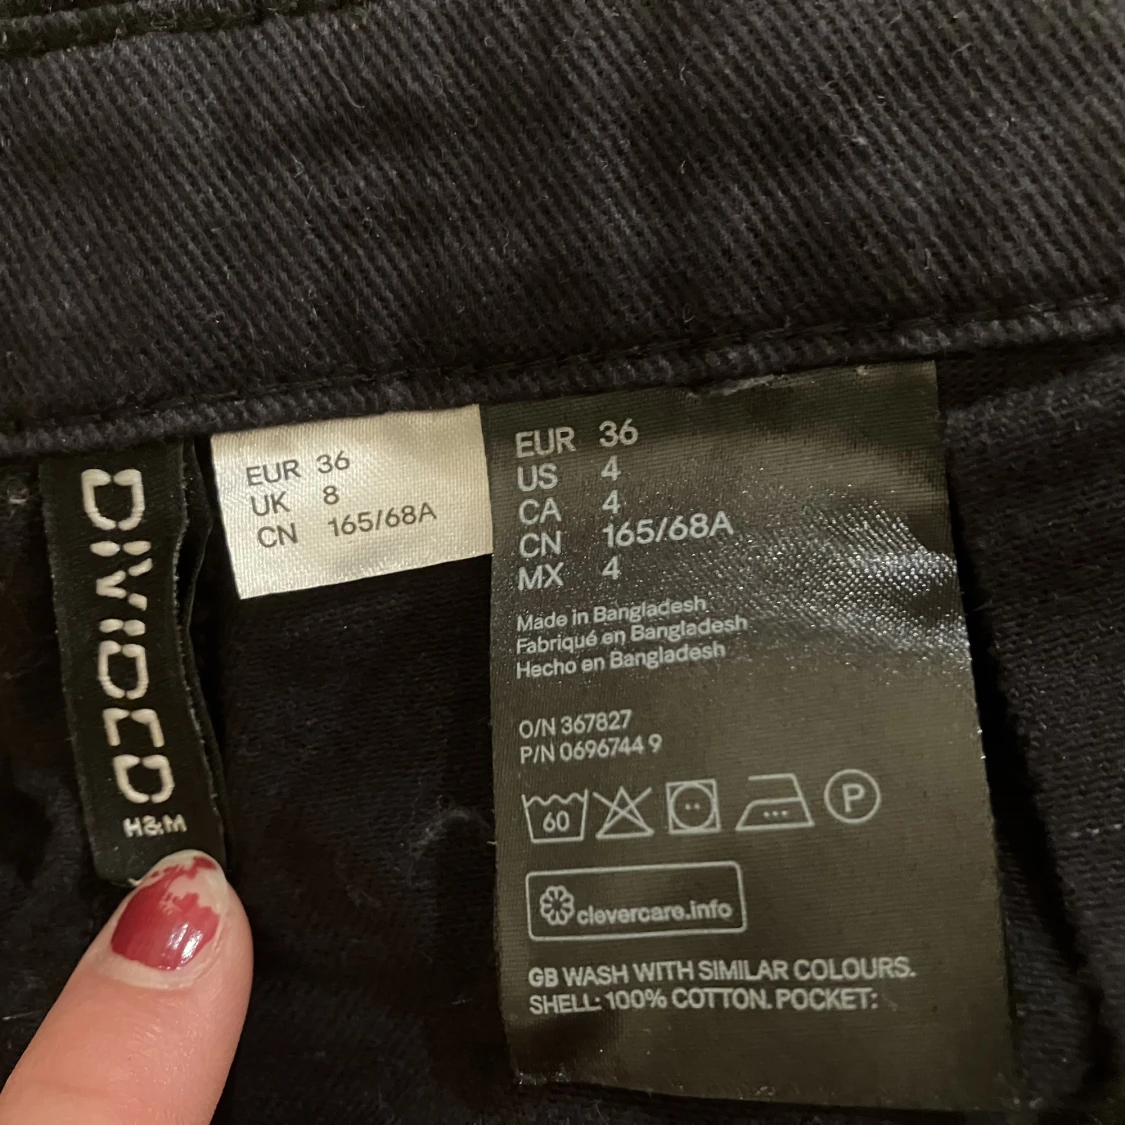 DIVIDED
H&M
EUR 36
UK 8
CN 165/68A
EUR 36
US 4
CA 4
CN 165/68A
MX 4
Made in Bangladesh
Fabriqué en Bangladesh
Hecho en Bangladesh
O/N 367827
P/N 0696744 9
60
P
clevercare.info
GB WASH WITH SIMILAR COLOURS.
SHELL: 100% COTTON. POCKET: